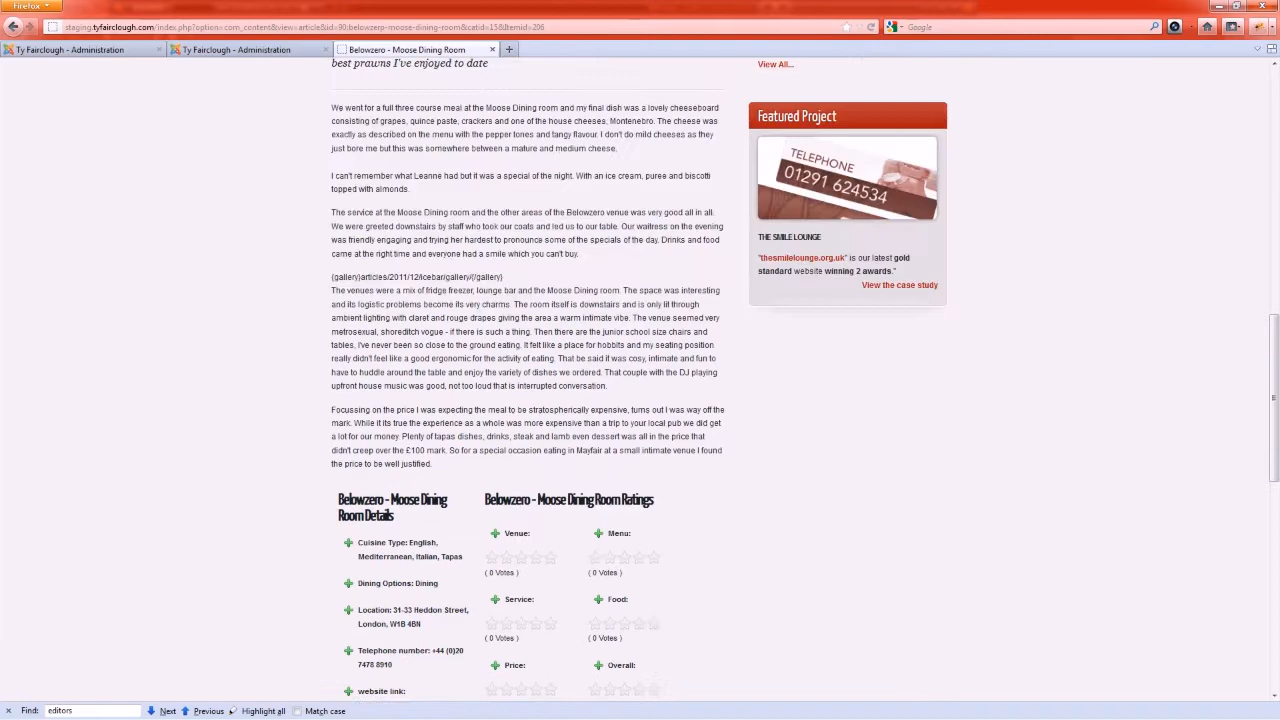 Firefox
staging.tyfairclough.com/index.php?option=com_content&view=article&id=90:belowzerp-moose-dining-room&catid=15&Itemid=206
Google
Ty Fairclough - Administration
Ty Fairclough - Administration
Belowzero - Moose Dining Room
best prawns I've enjoyed to date
We went for a full three course meal at the Moose Dining room and my final dish was a lovely cheeseboard
consisting of grapes, quince paste, crackers and one of the house cheeses, Montenebro. The cheese was
exactly as described on the menu with the pepper tones and tangy flavour. I don't do mild cheeses as they
just bore me but this was somewhere between a mature and medium cheese.
I can't remember what Leanne had but it was a special of the night. With an ice cream, puree and biscotti
topped with almonds.
The service at the Moose Dining room and the other areas of the Belowzero venue was very good all in all.
We were greeted downstairs by staff who took our coats and led us to our table. Our waitress on the evening
was friendly engaging and trying her hardest to pronounce some of the specials of the day. Drinks and food
came at the right time and everyone had a smile which you can't buy.
{gallery}articles/2011/12/icebar/gallery/{/gallery}
The venues were a mix of fridge freezer, lounge bar and the Moose Dining room. The space was interesting
and its logistic problems become its very charms. The room itself is downstairs and is only lit through
ambient lighting with claret and rouge drapes giving the area a warm intimate vibe. The venue seemed very
metrosexual, shoreditch vogue - if there is such a thing. Then there are the junior school size chairs and
tables, I've never been so close to the ground eating. It felt like a place for hobbits and my seating position
really didn't feel like a good ergonomic for the activity of eating. That be said it was cosy, intimate and fun to
have to huddle around the table and enjoy the variety of dishes we ordered. That couple with the DJ playing
upfront house music was good, not too loud that is interrupted conversation.
Focussing on the price I was expecting the meal to be stratospherically expensive, turns out I was way off the
mark. While it its true the experience as a whole was more expensive than a trip to your local pub we did get
a lot for our money. Plenty of tapas dishes, drinks, steak and lamb even dessert was all in the price that
didn't creep over the £100 mark. So for a special occasion eating in Mayfair at a small intimate venue I found
the price to be well justified.
Belowzero - Moose Dining
Room Details
Cuisine Type: English,
Mediterranean, Italian, Tapas
Dining Options: Dining
Location: 31-33 Heddon Street,
London, W1B 4BN
Telephone number: +44 (0)20
7478 8910
website link:
Belowzero - Moose Dining Room Ratings
Venue:
( 0 Votes )
Menu:
( 0 Votes )
Service:
( 0 Votes )
Food:
( 0 Votes )
Price:
Overall:
View All...
Featured Project
TELEPHONE
01291 624534
THE SMILE LOUNGE
"thesmilelounge.org.uk" is our latest gold
standard website winning 2 awards."
View the case study
Find: editors Next Previous Highlight all Match case